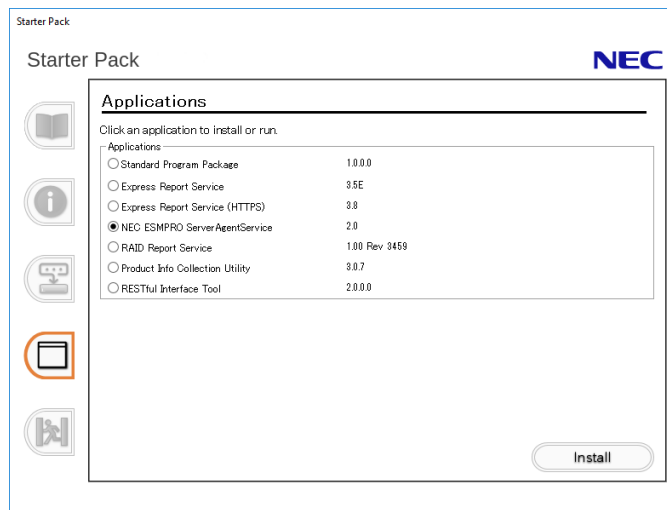 Starter Pack
Starter Pack
NEC
Applications
Click an application to install or run.
Applications
Standard Program Package 1.0.0.0
Express Report Service 3.5E
Express Report Service (HTTPS) 3.8
NEC ESMPRO ServerAgentService 2.0
RAID Report Service 1.00 Rev 3459
Product Info Collection Utility 3.0.7
RESTful Interface Tool 2.0.0.0
Install